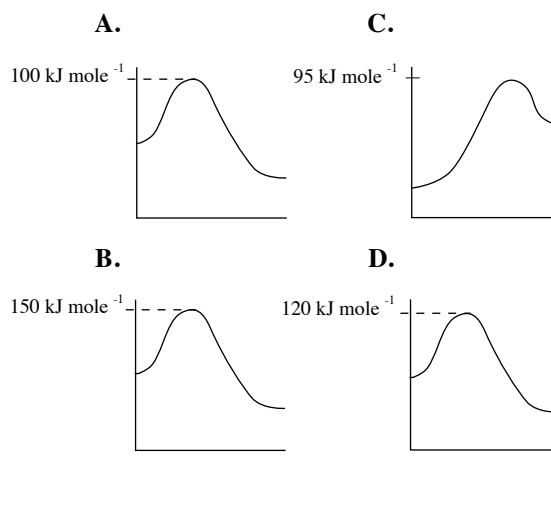 A.
C.
100 kJ mole -1
95 kJ mole -1
B.
D.
150 kJ mole -1
120 kJ mole -1